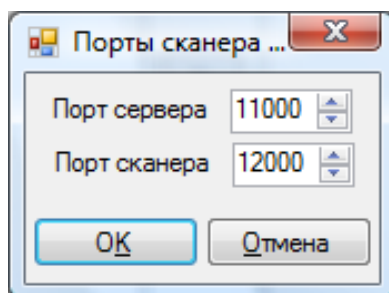 Порты сканера ...
Порт сервера 11000
Порт сканера 12000
OK Отмена